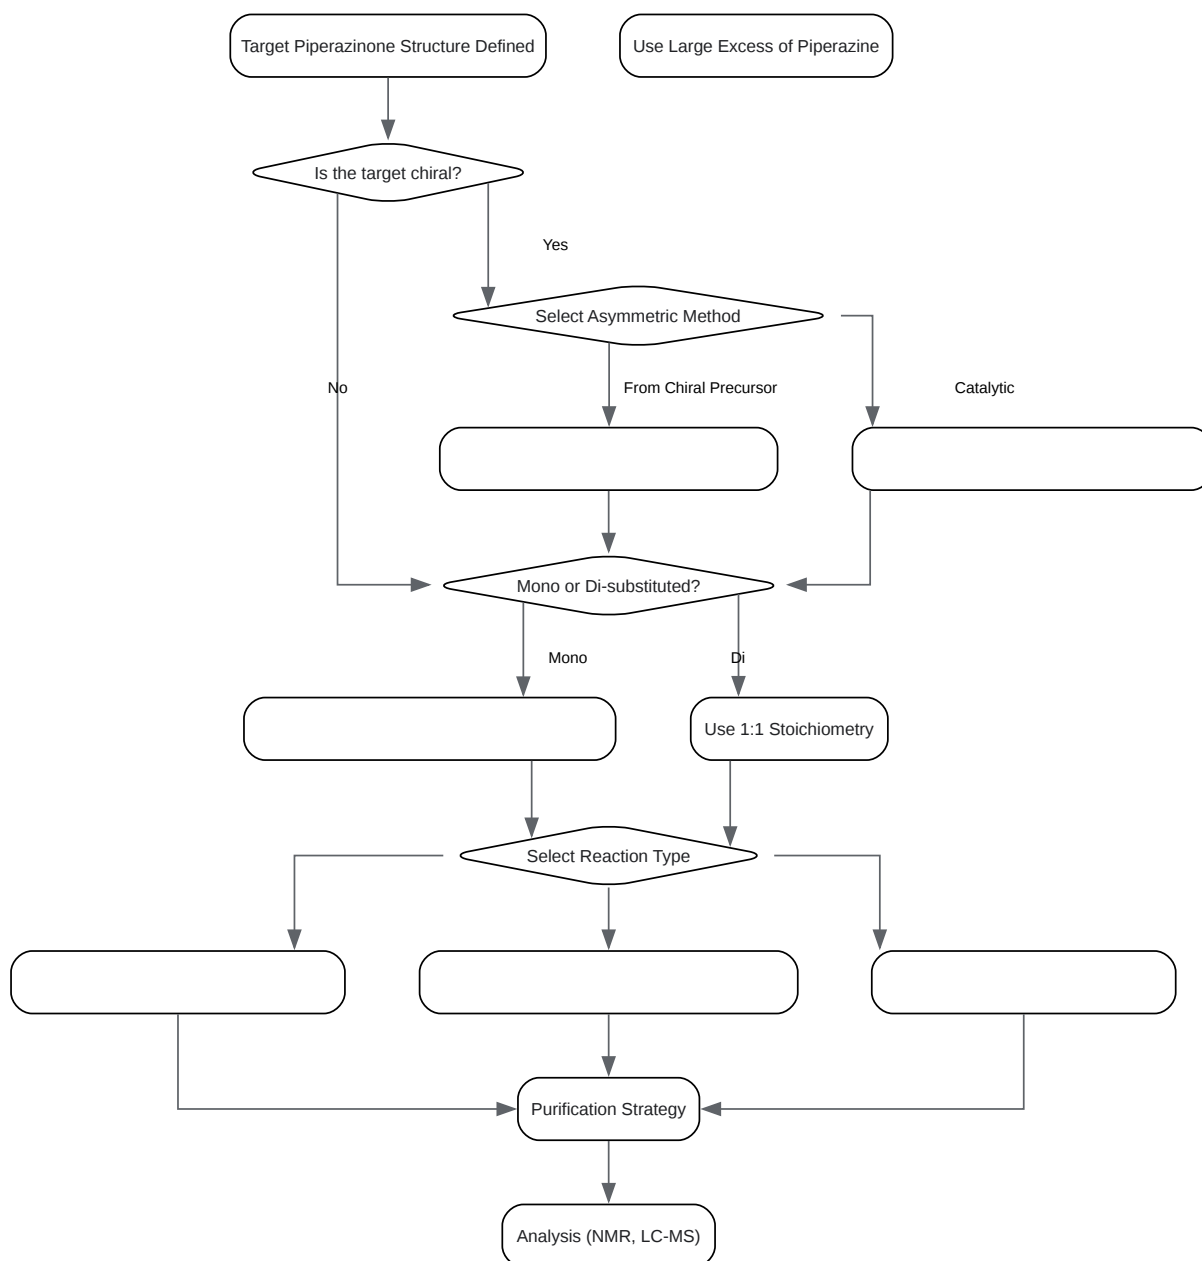 Target Piperazinone Structure Defined
Use Large Excess of Piperazine
Is the target chiral?
Yes
Select Asymmetric Method
No
From Chiral Precursor
Catalytic
Mono or Di-substituted?
Mono
Di
Use 1:1 Stoichiometry
Select Reaction Type
Purification Strategy
Analysis (NMR, LC-MS)